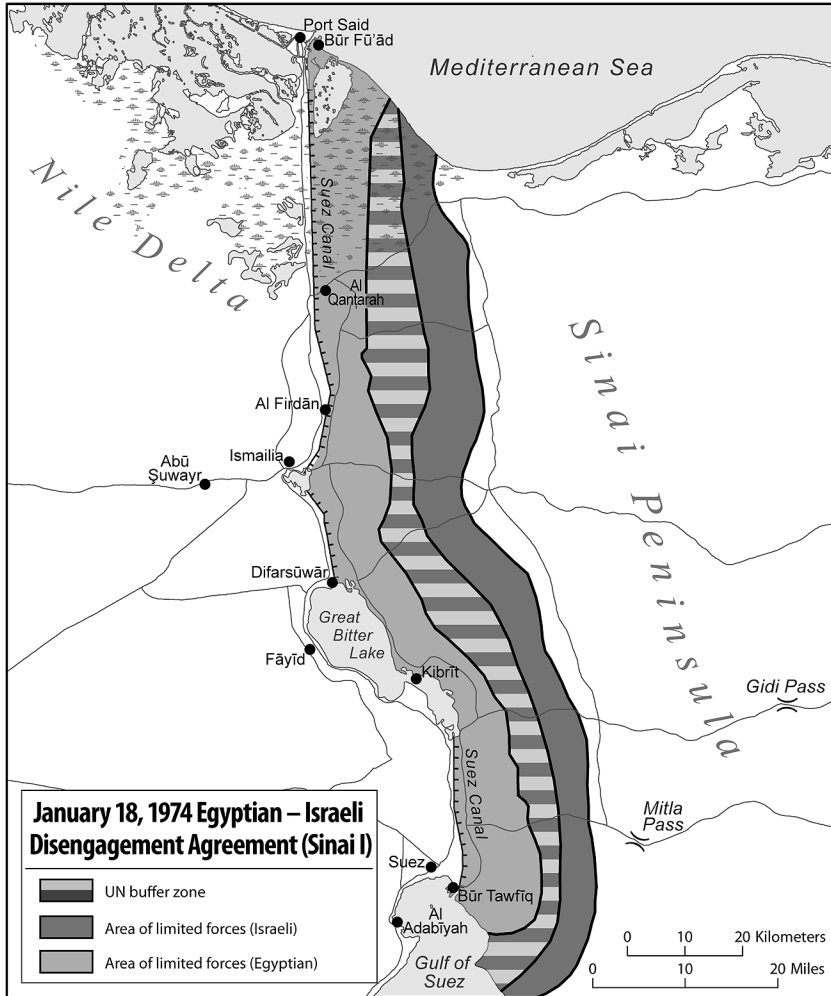 Port Said
Būr Fū'ād
Mediterranean Sea
Nile Delta
Suez Canal
Al
Qanṭarah
Sinai Peninsula
Al Firdān
Ismailia
Abū
Ṣuwayr
Difarsūwār
Great
Bitter
Lake
Fāyīd
Kibrīt
Gidi Pass
Suez Canal
Mitla
Pass
January 18, 1974 Egyptian – Israeli
Disengagement Agreement (Sinai I)
UN buffer zone
Area of limited forces (Israeli)
Area of limited forces (Egyptian)
Suez
Būr Tawfīq
Al
Adabīyah
Gulf of
Suez
0 10 20 Kilometers
0 10 20 Miles